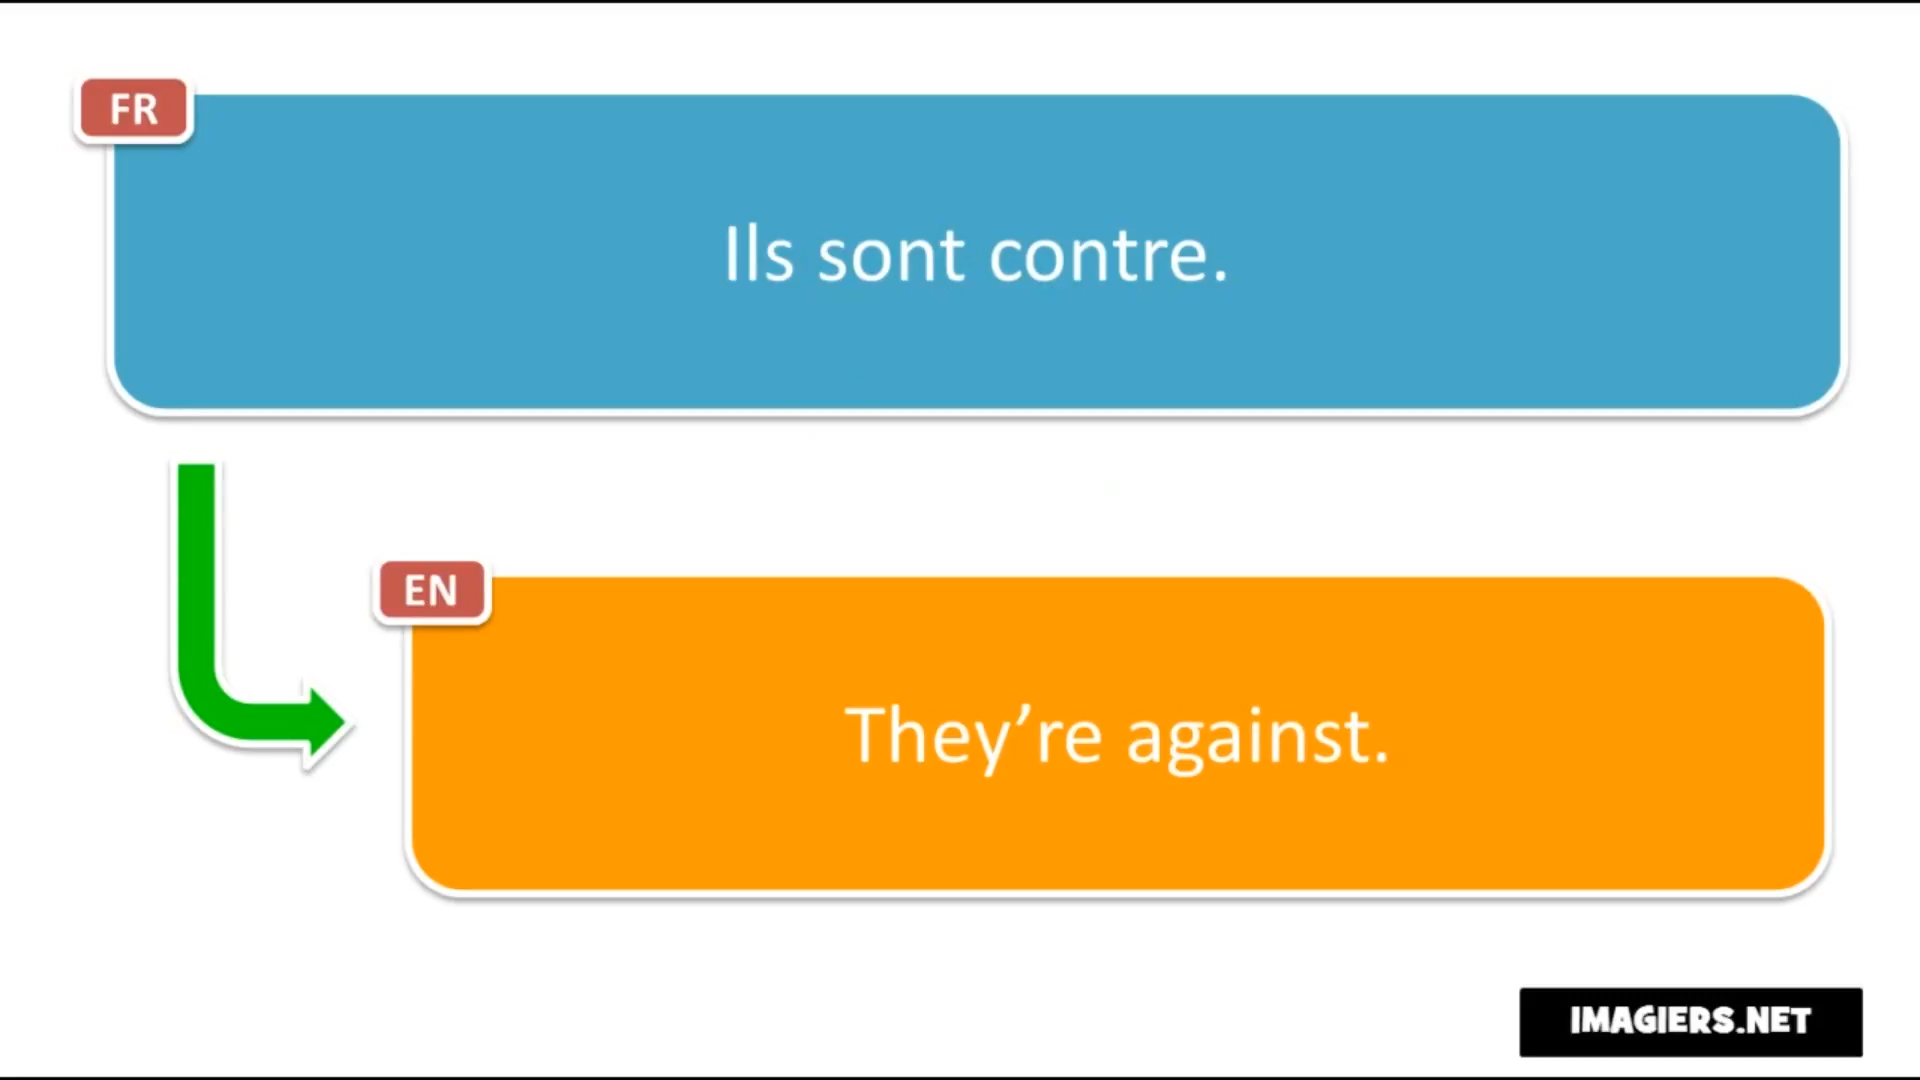 FR
Ils sont contre.
EN
They’re against.
IMAGIERS.NET